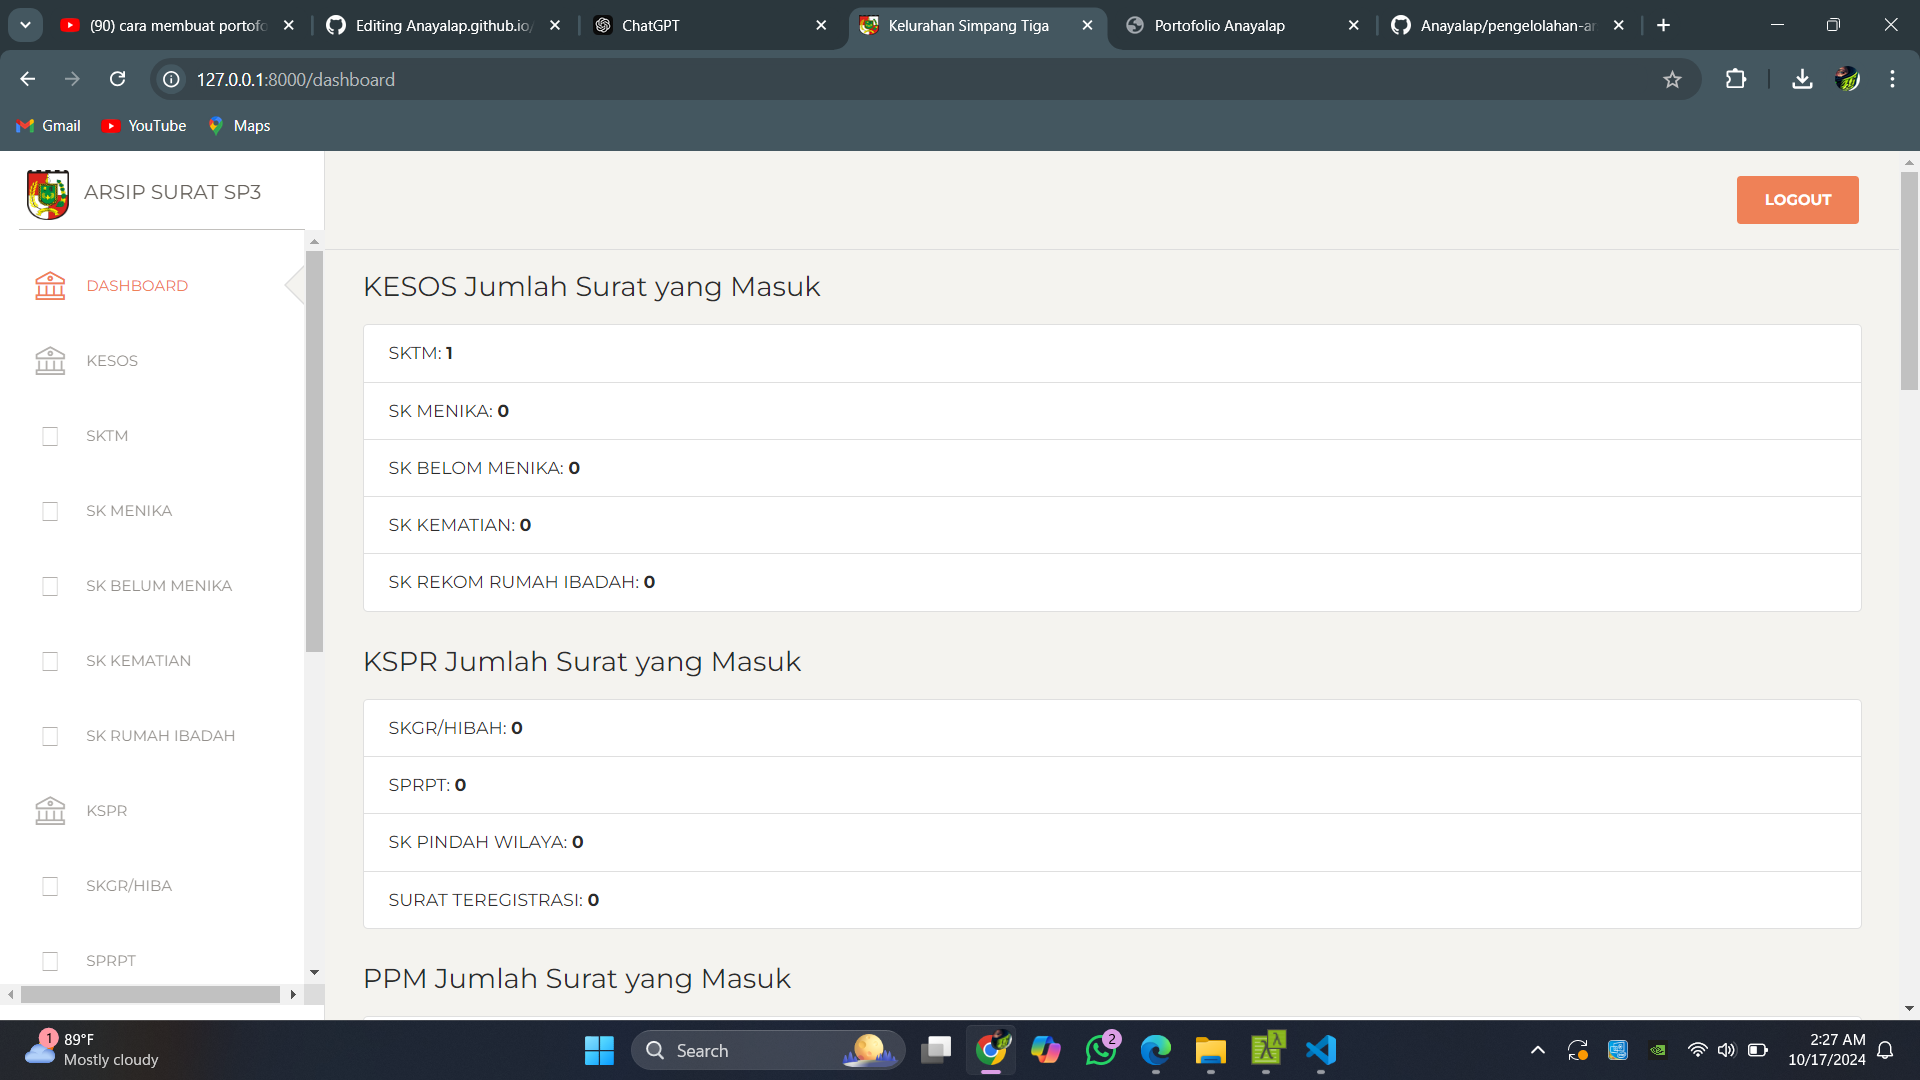 (90) cara membuat portofo
Editing Anayalap.github.io/
ChatGPT
Kelurahan Simpang Tiga
Portofolio Anayalap
Anayalap/pengelolahan-ar
127.0.0.1:8000/dashboard
Gmail
YouTube
Maps
ARSIP SURAT SP3
LOGOUT
DASHBOARD
KESOS
SKTM
SK MENIKA
SK BELUM MENIKA
SK KEMATIAN
SK RUMAH IBADAH
KSPR
SKGR/HIBA
SPRPT
KESOS Jumlah Surat yang Masuk
SKTM: 1
SK MENIKA: 0
SK BELOM MENIKA: 0
SK KEMATIAN: 0
SK REKOM RUMAH IBADAH: 0
KSPR Jumlah Surat yang Masuk
SKGR/HIBAH: 0
SPRPT: 0
SK PINDAH WILAYA: 0
SURAT TEREGISTRASI: 0
PPM Jumlah Surat yang Masuk
1
89°F
Mostly cloudy
Search
2
2:27 AM
10/17/2024